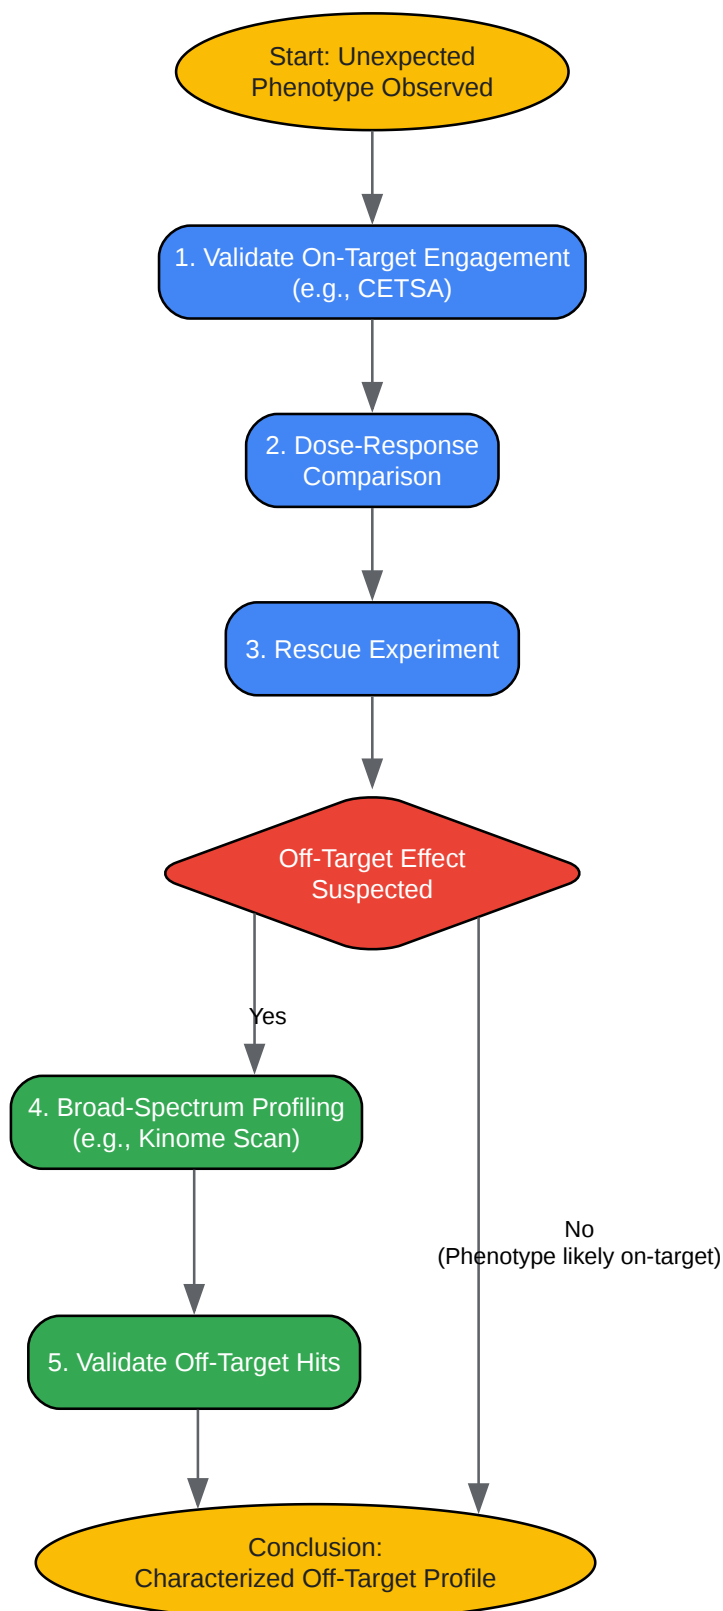 Start: Unexpected
Phenotype Observed
1. Validate On-Target Engagement
(e.g., CETSA)
2. Dose-Response
Comparison
3. Rescue Experiment
Off-Target Effect
Suspected
Yes
4. Broad-Spectrum Profiling
(e.g., Kinome Scan)
No
(Phenotype likely on-target)
5. Validate Off-Target Hits
Conclusion:
Characterized Off-Target Profile